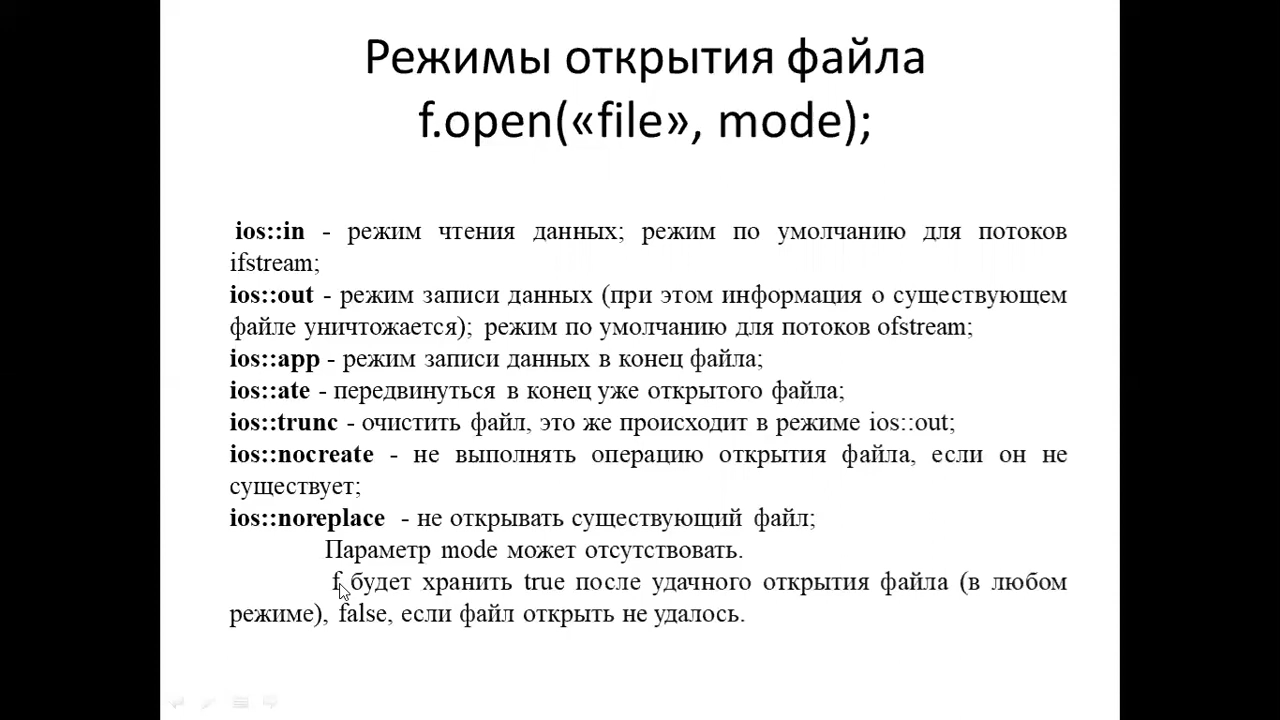 Режимы открытия файла
f.open(«file», mode);
ios::in - режим чтения данных; режим по умолчанию для потоков
ifstream;
ios::out - режим записи данных (при этом информация о существующем
файле уничтожается); режим по умолчанию для потоков ofstream;
ios::app - режим записи данных в конец файла;
ios::ate - передвинуться в конец уже открытого файла;
ios::trunc - очистить файл, это же происходит в режиме ios::out;
ios::nocreate - не выполнять операцию открытия файла, если он не
существует;
ios::noreplace - не открывать существующий файл;
Параметр mode может отсутствовать.
f будет хранить true после удачного открытия файла (в любом
режиме), false, если файл открыть не удалось.